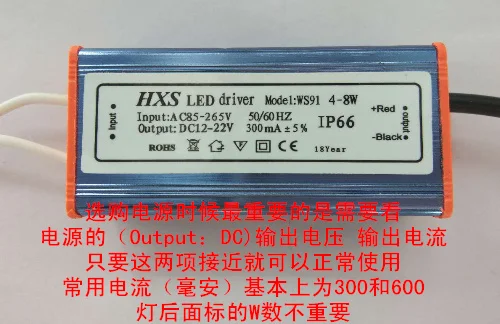 HXS LED driver Model:WS91 4-8W
Input:AC85-265V 50/60HZ
Output:DC12-22V 300mA±5% IP66
Input
+Red
-Black
output
ROHS
CE
18Year
选购电源时候最重要的是需要看
电源的（Output：DC)输出电压 输出电流
只要这两项接近就可以正常使用
常用电流（毫安）基本上为300和600
灯后面标的W数不重要